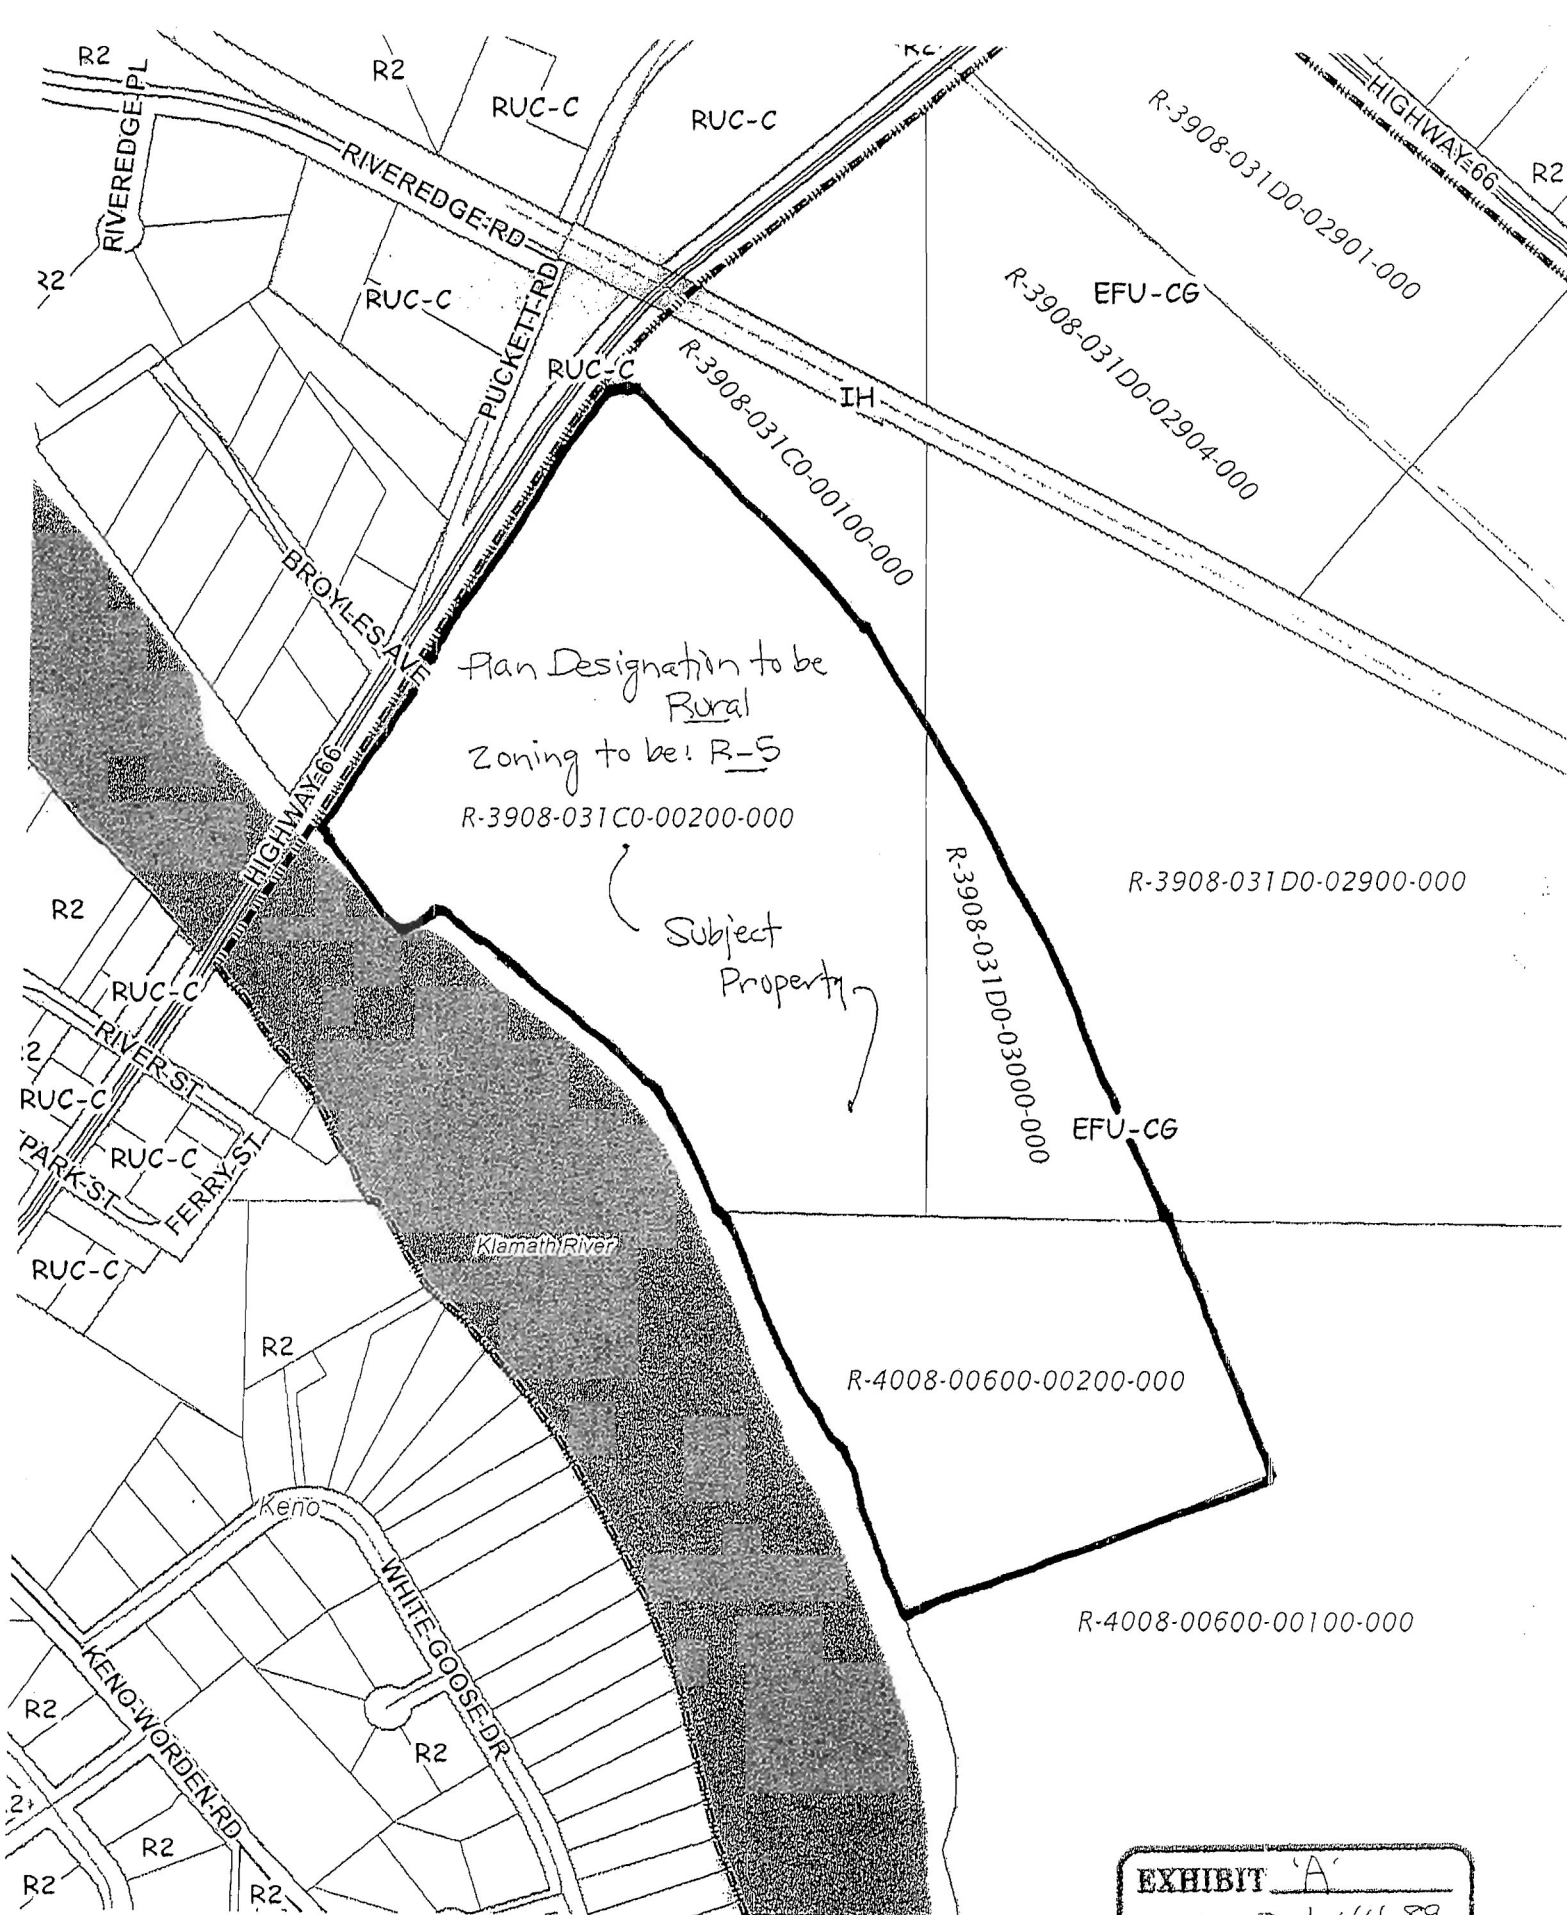 R2
R2
RUC-C
RUC-C
R2
RIVEREDGE PL
RIVEREDGE-RD
HIGHWAY-66
R2
R-3908-031D0-02901-000
R-3908-031D0-02904-000
EFU-CG
RUC-C
PUCKETT-RD
RUC-C
R-3908-031C0-00100-000
IH
BROYLES-AVE
Plan Designation to be
Rural
Zoning to be: R-5
R-3908-031C0-00200-000
HIGHWAY-66
Subject
Property
R-3908-031D0-03000-000
R-3908-031D0-02900-000
R2
RUC-C
RIVER-ST
RUC-C
RUC-C
PARK-ST
FERRY-ST
RUC-C
EFU-CG
Klamath River
R2
R-4008-00600-00200-000
Keno
WHITE-GOOSE-DR
R-4008-00600-00100-000
KENO-WORDEN-RD
R2
R2
R2
R2
R2
EXHIBIT 'A'